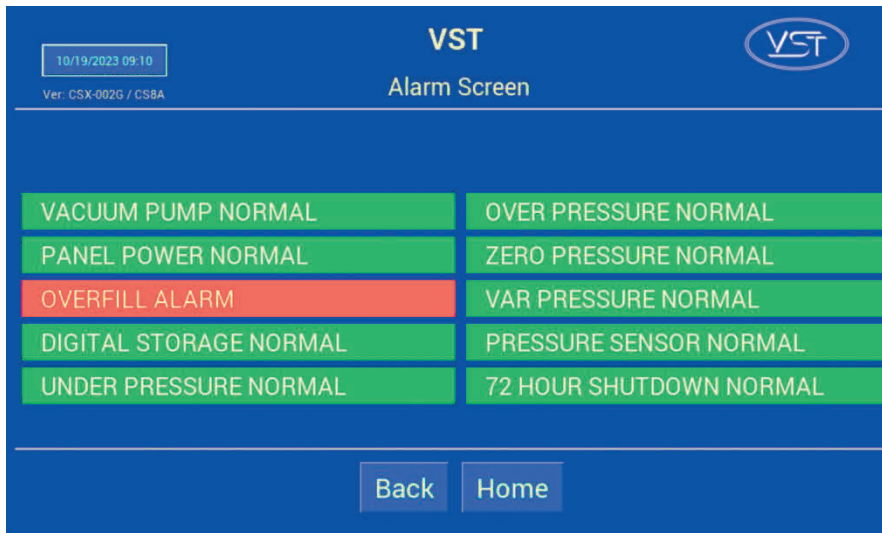 VST
VST
10/19/2023 09:10
Ver: CSX-002G / CS8A
Alarm Screen
VACUUM PUMP NORMAL
OVER PRESSURE NORMAL
PANEL POWER NORMAL
ZERO PRESSURE NORMAL
OVERFILL ALARM
VAR PRESSURE NORMAL
DIGITAL STORAGE NORMAL
PRESSURE SENSOR NORMAL
UNDER PRESSURE NORMAL
72 HOUR SHUTDOWN NORMAL
Back
Home